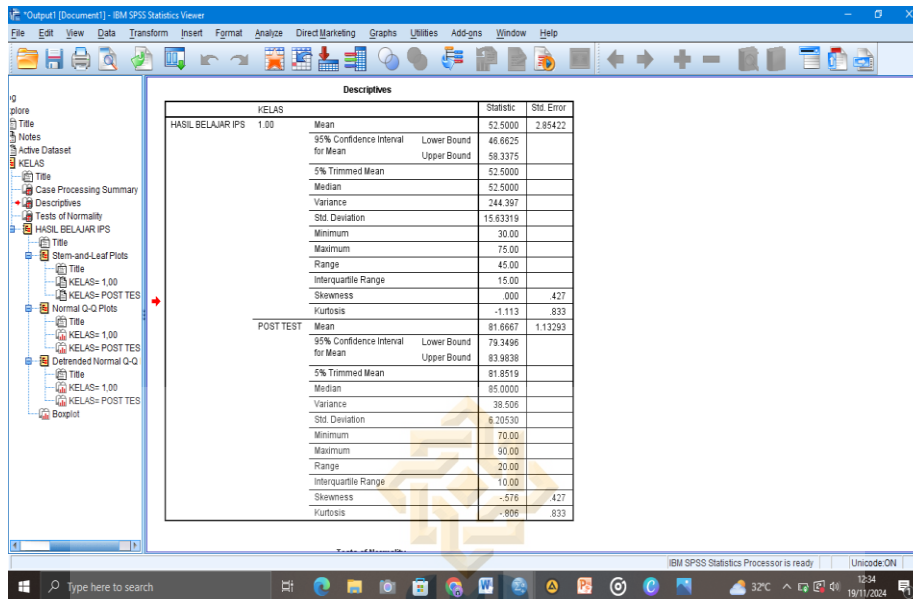 *Output1 [Document1] - IBM SPSS Statistics Viewer
File Edit View Data Transform Insert Format Analyze Direct Marketing Graphs Utilities Add-ons Window Help
Title
Notes
Active Dataset
KELAS
Title
Case Processing Summary
Descriptives
Tests of Normality
HASIL BELAJAR IPS
Title
Stem-and-Leaf Plots
Title
KELAS= 1,00
KELAS= POST TES
Normal Q-Q Plots
Title
KELAS= 1,00
KELAS= POST TES
Detrended Normal Q-Q
Title
KELAS= 1,00
KELAS= POST TES
Boxplot
Descriptives
KELAS Statistic Std. Error
HASIL BELAJAR IPS 1.00 Mean 52.5000 2.85422
95% Confidence Interval for Mean Lower Bound 46.6625
Upper Bound 58.3375
5% Trimmed Mean 52.5000
Median 52.5000
Variance 244.397
Std. Deviation 15.63319
Minimum 30.00
Maximum 75.00
Range 45.00
Interquartile Range 15.00
Skewness .000 .427
Kurtosis -1.113 .833
POST TEST Mean 81.6667 1.13293
95% Confidence Interval for Mean Lower Bound 79.3496
Upper Bound 83.9838
5% Trimmed Mean 81.8519
Median 85.0000
Variance 38.506
Std. Deviation 6.20530
Minimum 70.00
Maximum 90.00
Range 20.00
Interquartile Range 10.00
Skewness -.576 .427
Kurtosis -.806 .833
IBM SPSS Statistics Processor is ready Unicode:ON
Type here to search
32°C
12:34
19/11/2024